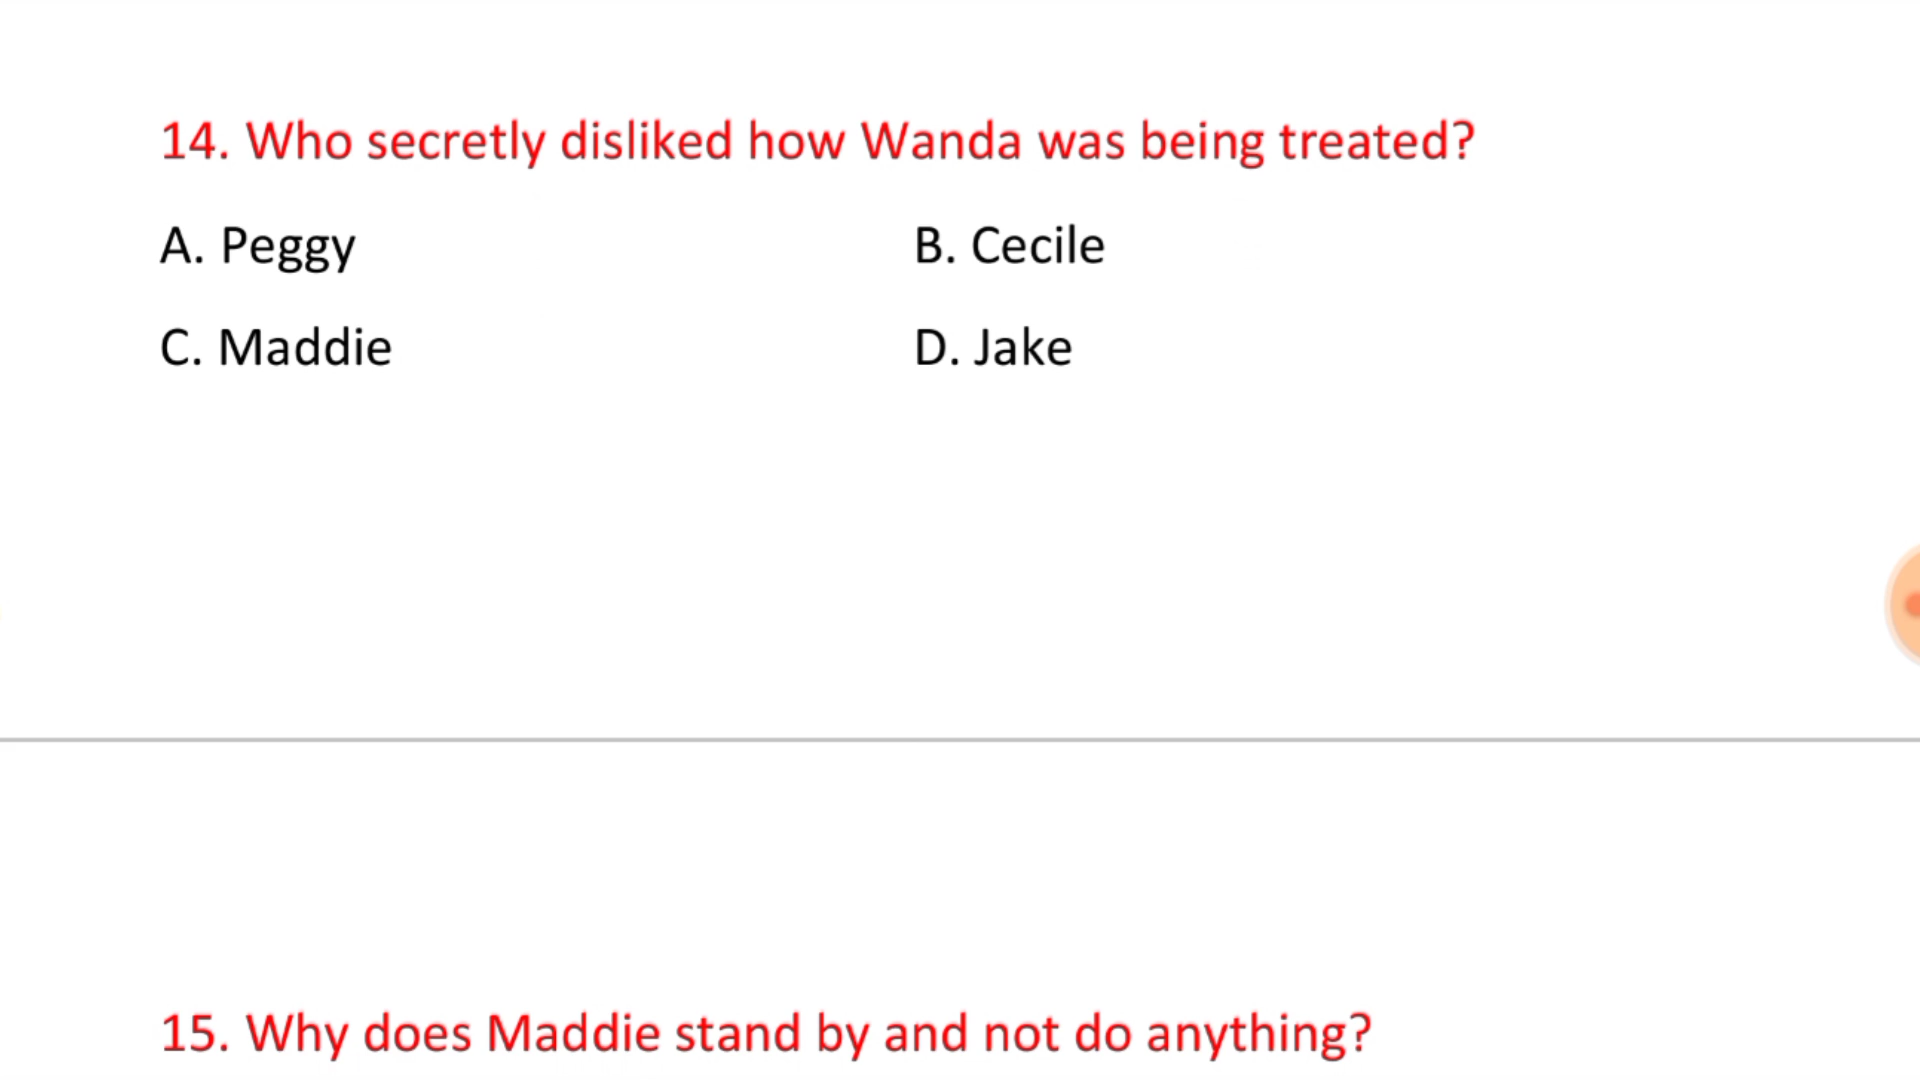 14. Who secretly disliked how Wanda was being treated?
A. Peggy B. Cecile
C. Maddie D. Jake
15. Why does Maddie stand by and not do anything?